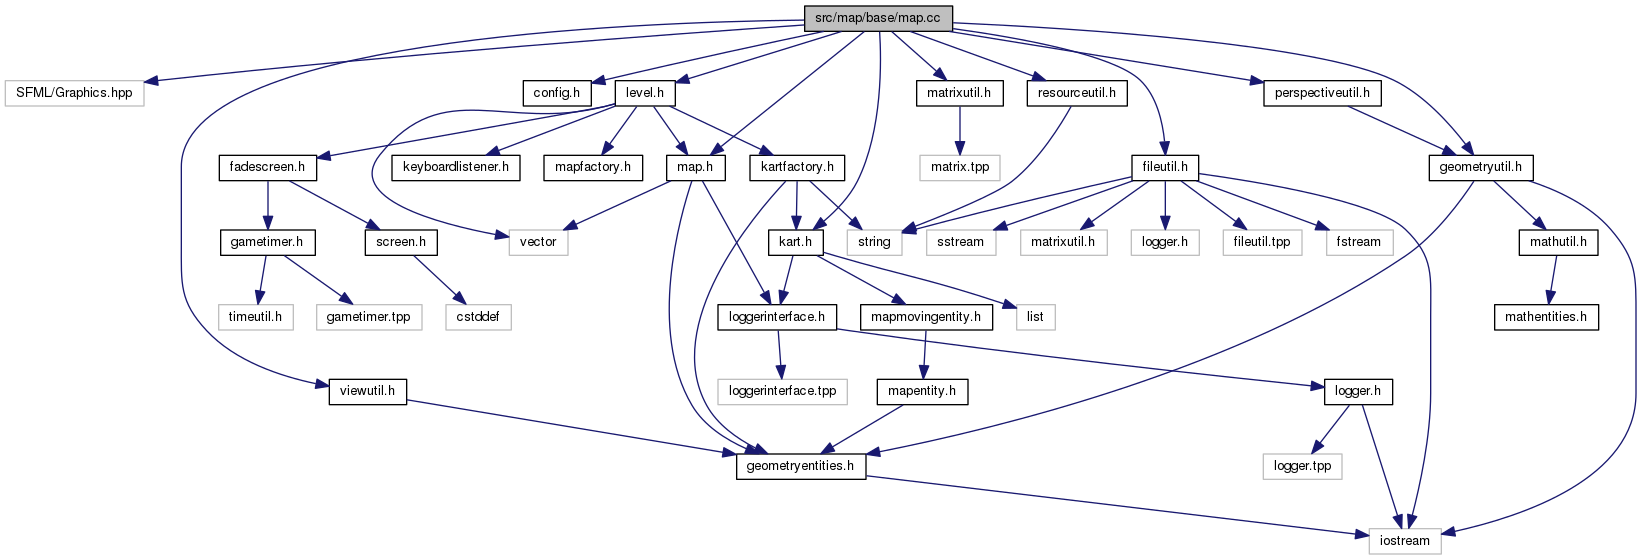 src/map/base/map.cc
SFML/Graphics.hpp
config.h
level.h
matrixutil.h
resourceutil.h
perspectiveutil.h
fadescreen.h
keyboardlistener.h
mapfactory.h
map.h
kartfactory.h
matrix.tpp
fileutil.h
geometryutil.h
gametimer.h
screen.h
vector
kart.h
string
sstream
matrixutil.h
logger.h
fileutil.tpp
fstream
mathutil.h
timeutil.h
gametimer.tpp
cstddef
loggerinterface.h
mapmovingentity.h
list
mathentities.h
viewutil.h
loggerinterface.tpp
mapentity.h
logger.h
geometryentities.h
logger.tpp
iostream